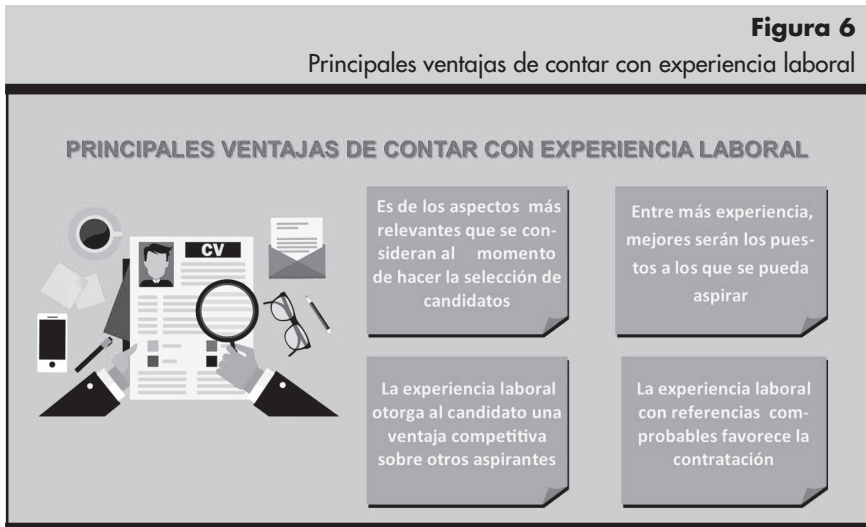 Figura 6
Principales ventajas de contar con experiencia laboral
PRINCIPALES VENTAJAS DE CONTAR CON EXPERIENCIA LABORAL
CV
Es de los aspectos más
relevantes que se con-
sideran al momento
de hacer la selección de
candidatos
Entre más experiencia,
mejores serán los pues-
tos a los que se pueda
aspirar
La experiencia laboral
otorga al candidato una
ventaja competitiva
sobre otros aspirantes
La experiencia laboral
con referencias com-
probables favorece la
contratación